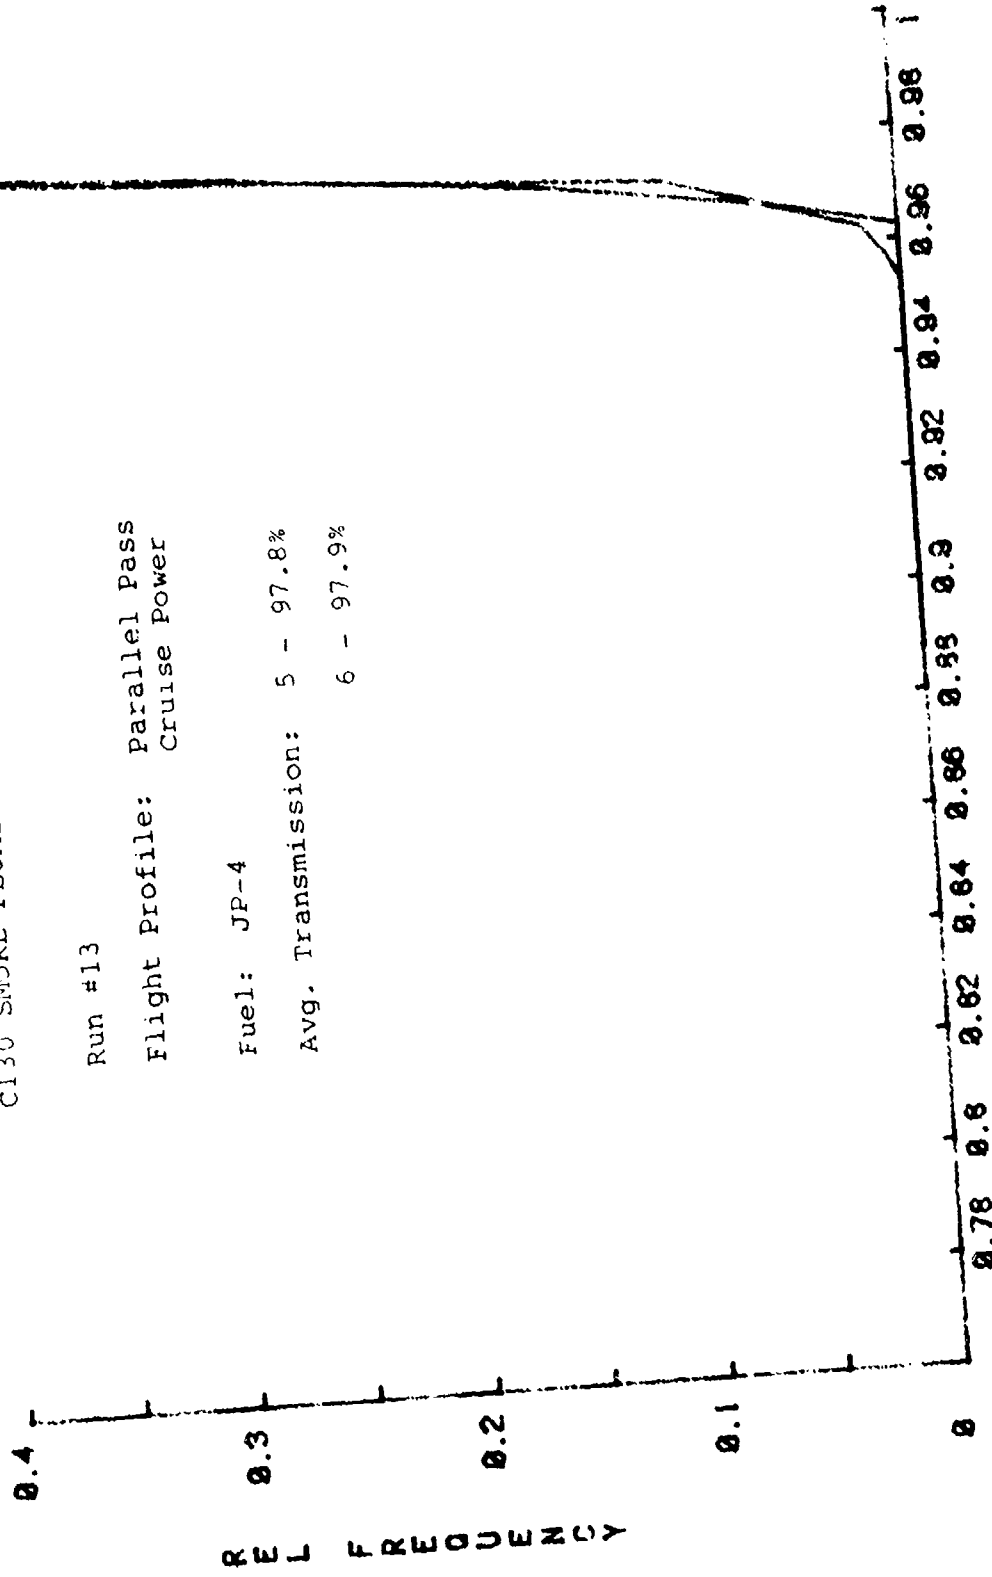 C130 SMOKE
Run #13
Flight Profile: Parallel Pass
Cruise Power
Fuel: JP-4
Avg. Transmission: 5 - 97.8%
6 - 97.9%
REL FREQUENCY
0.4
0.3
0.2
0.1
0
0.78 0.8 0.82 0.84 0.86 0.88 0.9 0.92 0.94 0.96 0.98 1